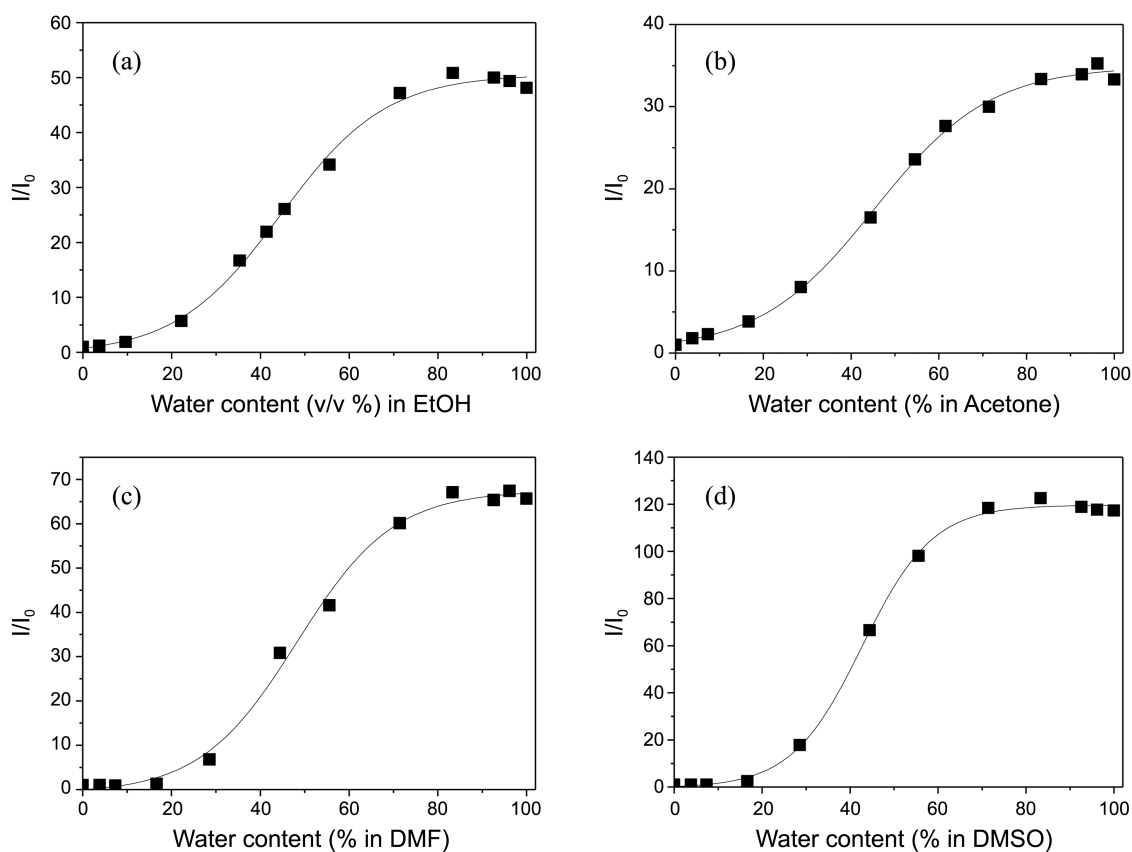 (a)
60
50
40
30
20
10
0
I/I₀
0 20 40 60 80 100
Water content (v/v %) in EtOH
(b)
40
30
20
10
0
I/I₀
0 20 40 60 80 100
Water content (% in Acetone)
(c)
70
60
50
40
30
20
10
0
I/I₀
0 20 40 60 80 100
Water content (% in DMF)
(d)
140
120
100
80
60
40
20
0
I/I₀
0 20 40 60 80 100
Water content (% in DMSO)